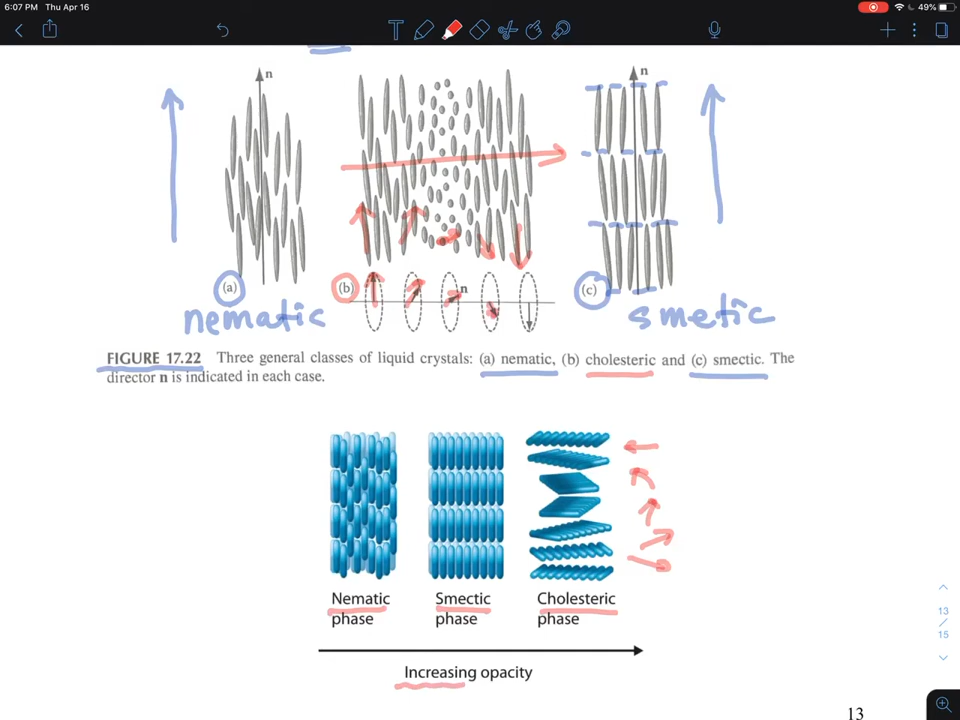 6:07 PM Thu Apr 16
49%
T
n
n
(a)
(b)
n
(c)
nematic
smetic
FIGURE 17.22 Three general classes of liquid crystals: (a) nematic, (b) cholesteric and (c) smectic. The
director n is indicated in each case.
Nematic
phase
Smectic
phase
Cholesteric
phase
Increasing opacity
13
/
15
13